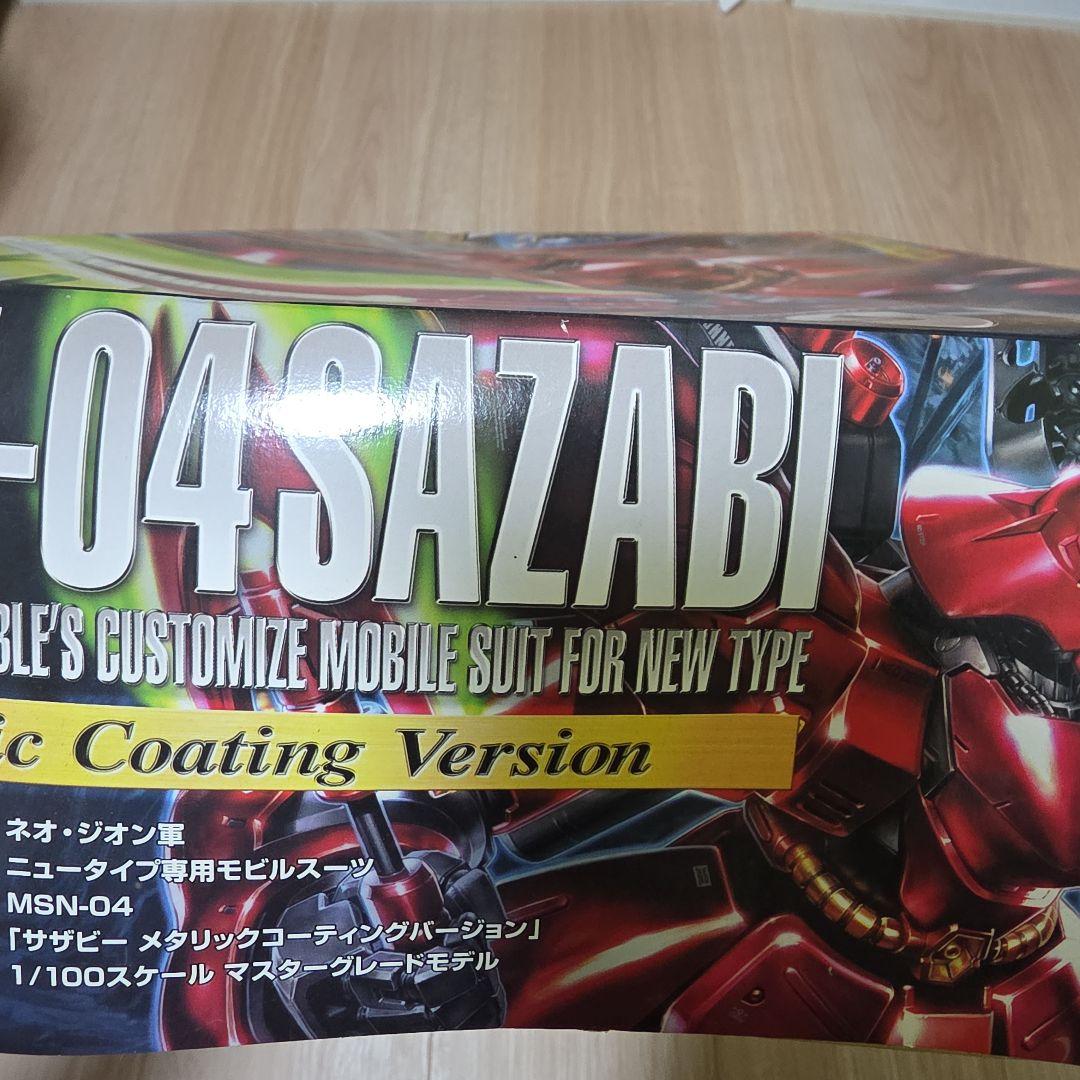 -04 SAZABI
BLE'S CUSTOMIZE MOBILE SUIT FOR NEW TYPE
ic Coating Version
ネオ・ジオン軍
ニュータイプ専用モビルスーツ
MSN-04
「サザビー メタリックコーティングバージョン」
1/100スケール マスターグレードモデル